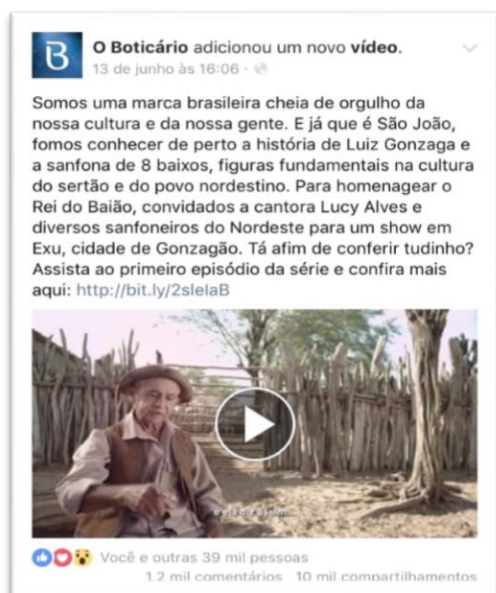 B
O Boticário adicionou um novo vídeo.
13 de junho às 16:06 ·
Somos uma marca brasileira cheia de orgulho da
nossa cultura e da nossa gente. E já que é São João,
fomos conhecer de perto a história de Luiz Gonzaga e
a sanfona de 8 baixos, figuras fundamentais na cultura
do sertão e do povo nordestino. Para homenagear o
Rei do Baião, convidados a cantora Lucy Alves e
diversos sanfoneiros do Nordeste para um show em
Exu, cidade de Gonzagão. Tá afim de conferir tudinho?
Assista ao primeiro episódio da série e confira mais
aqui: http://bit.ly/2slelaB
Você e outras 39 mil pessoas
1.2 mil comentários 10 mil compartilhamentos